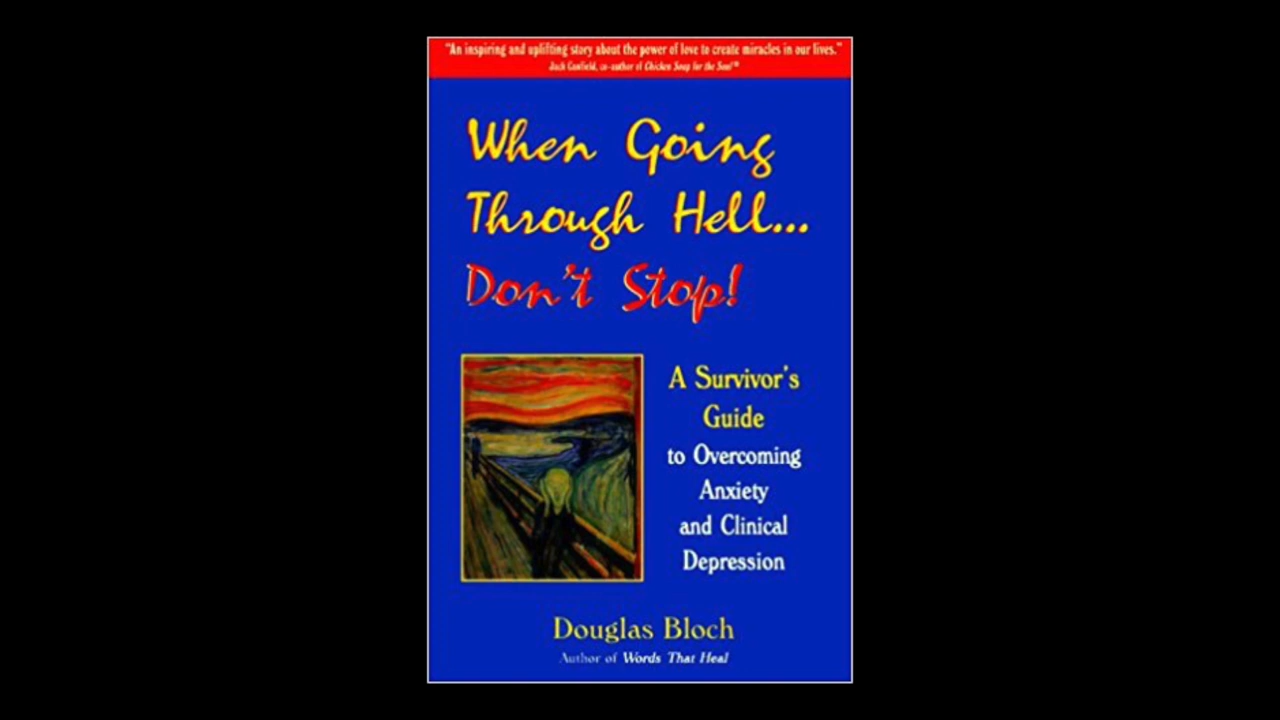 "An inspiring and uplifting story about the power of love to create miracles in our lives."
Jack Canfield, co-author of Chicken Soup for the Soul®
When Going
Through Hell...
Don't Stop!
A Survivor's
Guide
to Overcoming
Anxiety
and Clinical
Depression
Douglas Bloch
Author of Words That Heal